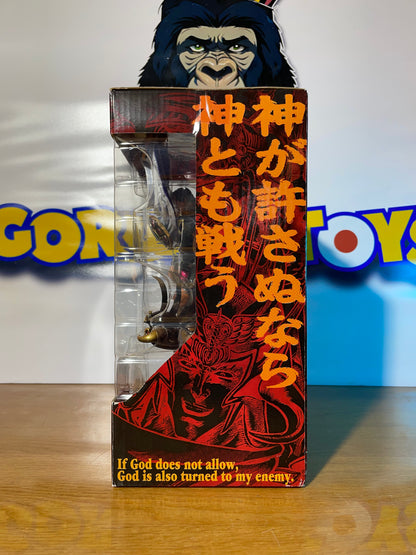 GORILLA TOYS
神が許さぬなら
神とも戦う
If God does not allow,
God is also turned to my enemy.